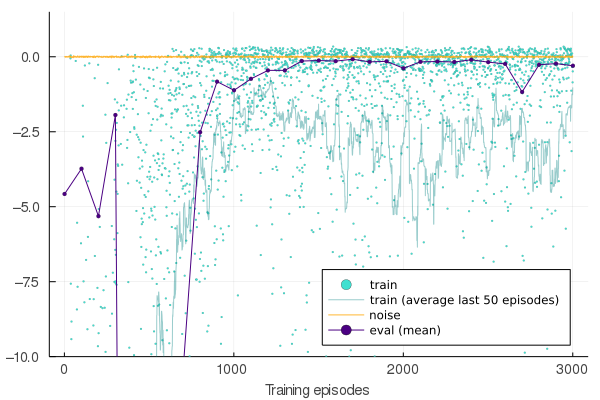 0.0
−2.5
−5.0
−7.5
−10.0
0
1000
2000
3000
Training episodes
train
train (average last 50 episodes)
noise
eval (mean)